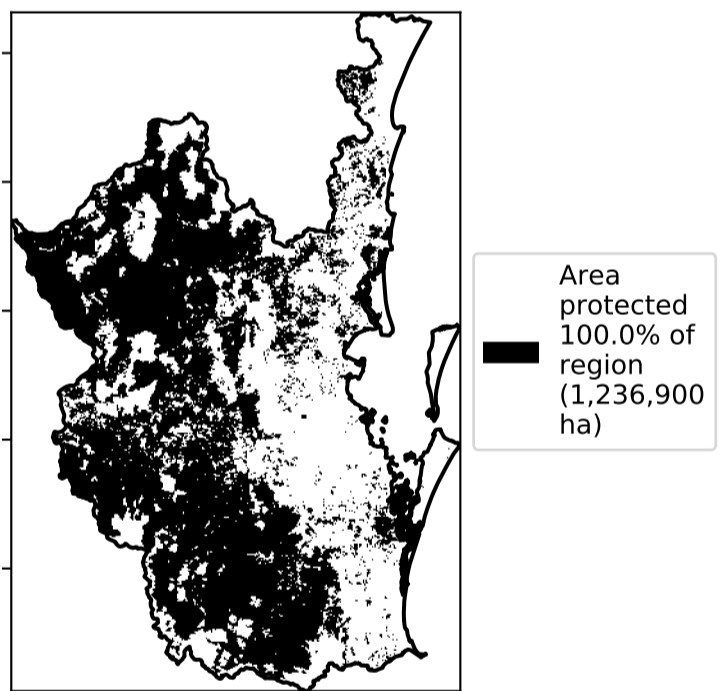 Area
protected
100.0% of
region
(1,236,900
ha)